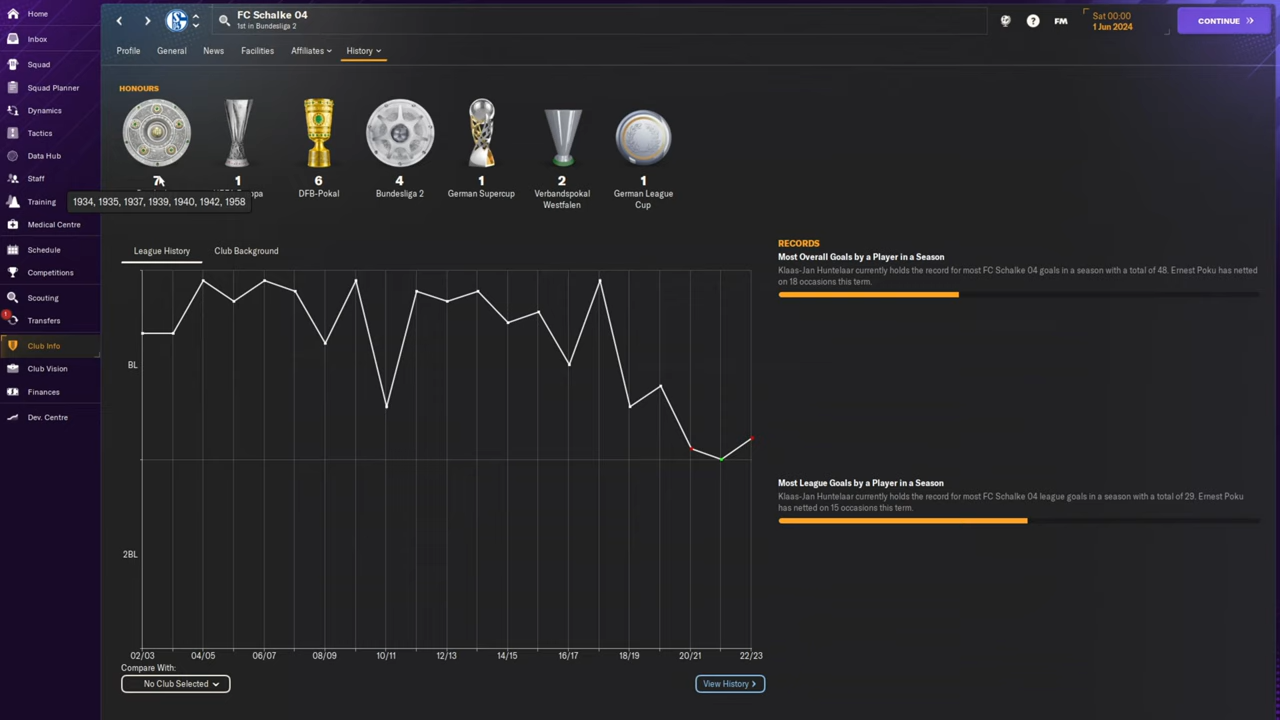 Home
Inbox
Squad
Squad Planner
Dynamics
Tactics
Data Hub
Staff
Training
Medical Centre
Schedule
Competitions
Scouting
1
Transfers
Club Info
Club Vision
Finances
Dev. Centre
FC Schalke 04
1st in Bundesliga 2
?
FM
Sat 00:00
1 Jun 2024
CONTINUE
Profile
General
News
Facilities
Affiliates
History
HONOURS
7
1
6
4
1
2
1
DFB-Pokal
Bundesliga 2
German Supercup
Verbandspokal
Westfalen
German League
Cup
1934, 1935, 1937, 1939, 1940, 1942, 1958
League History
Club Background
BL
2BL
02/03
04/05
06/07
08/09
10/11
12/13
14/15
16/17
18/19
20/21
22/23
Compare With:
No Club Selected
View History
RECORDS
Most Overall Goals by a Player in a Season
Klaas-Jan Huntelaar currently holds the record for most FC Schalke 04 goals in a season with a total of 48. Ernest Poku has netted
on 18 occasions this term.
Most League Goals by a Player in a Season
Klaas-Jan Huntelaar currently holds the record for most FC Schalke 04 league goals in a season with a total of 29. Ernest Poku
has netted on 15 occasions this term.